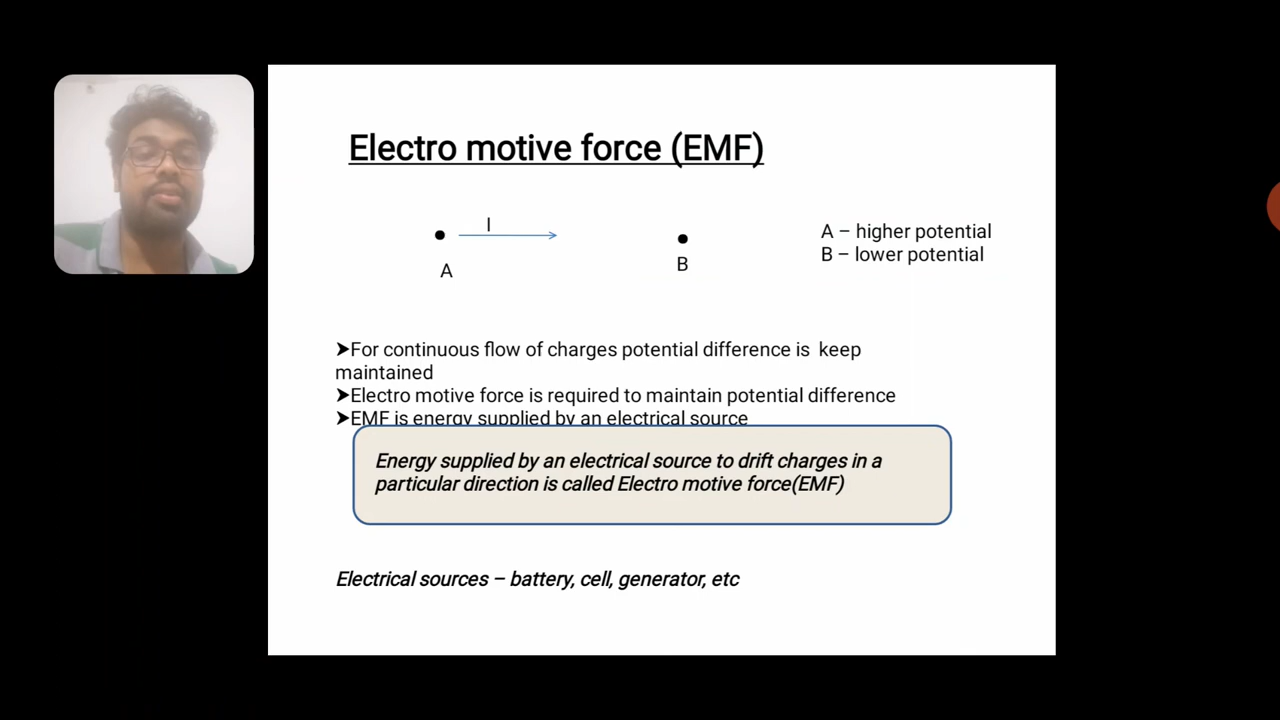 Electro motive force (EMF)
I
A
B
A – higher potential
B – lower potential
➤For continuous flow of charges potential difference is keep
maintained
➤Electro motive force is required to maintain potential difference
➤EMF is energy supplied by an electrical source
Energy supplied by an electrical source to drift charges in a
particular direction is called Electro motive force(EMF)
Electrical sources – battery, cell, generator, etc